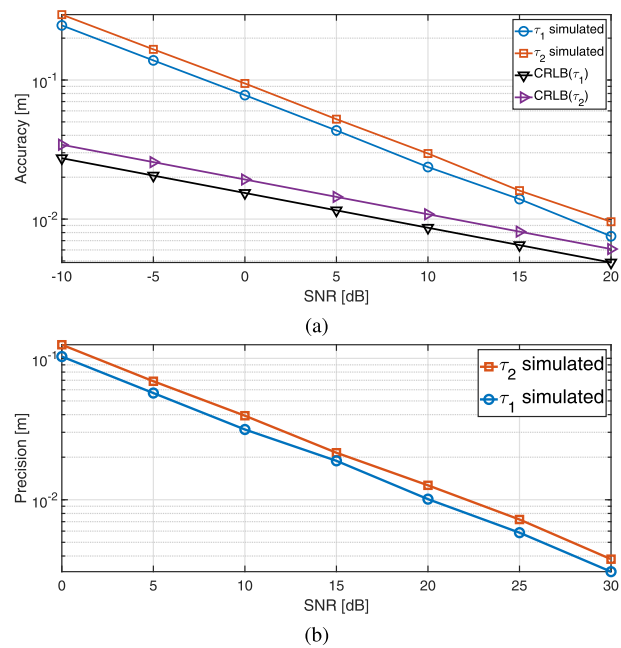 τ1 simulated
τ2 simulated
CRLB(τ1)
CRLB(τ2)
Accuracy [m]
10-1
10-2
-10 -5 0 5 10 15 20
SNR [dB]
(a)
τ2 simulated
τ1 simulated
Precision [m]
10-1
10-2
0 5 10 15 20 25 30
SNR [dB]
(b)